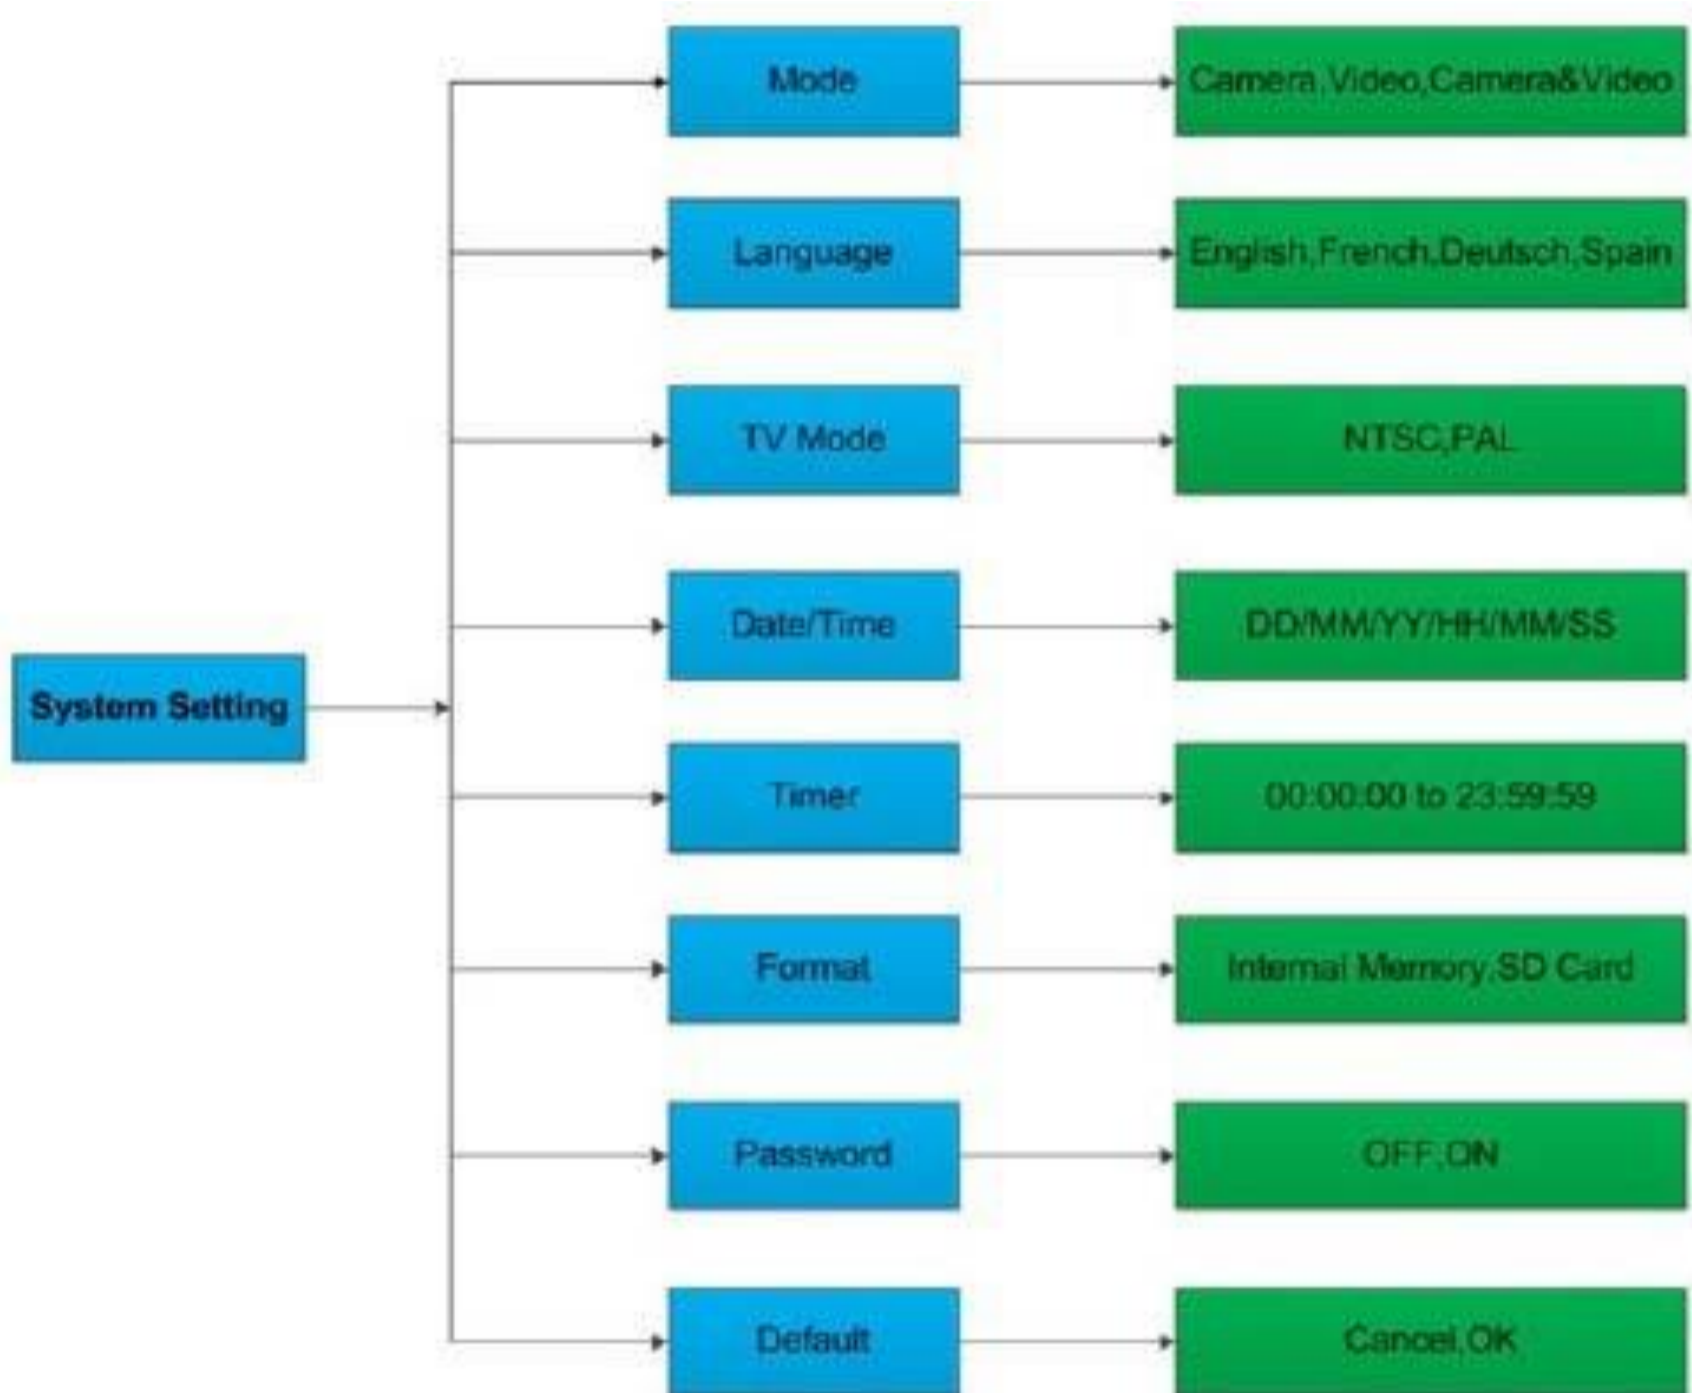 Mode
Camera,Video,Camera&Video
Language
English,French,Deutsch,Spain
TV Mode
NTSC,PAL
Date/Time
DD/MM/YY/HH/MM/SS
System Setting
Timer
00:00:00 to 23:59:59
Format
Internal Memory,SD Card
Password
OFF,ON
Default
Cancel,OK